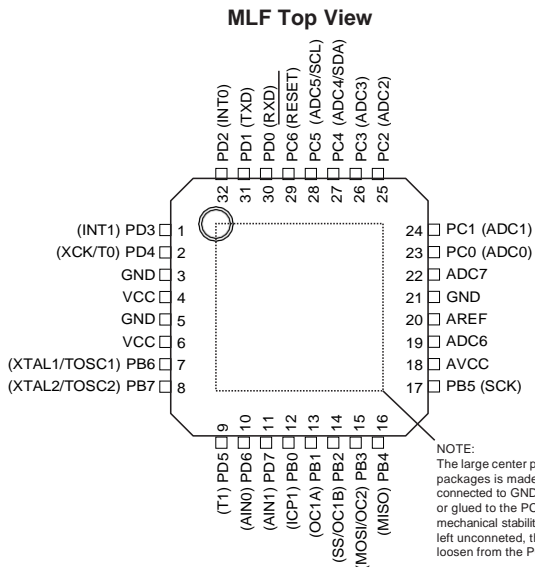 MLF Top View
PD2 (INT0)
PD1 (TXD)
PD0 (RXD)
PC6 (RESET)
PC5 (ADC5/SCL)
PC4 (ADC4/SDA)
PC3 (ADC3)
PC2 (ADC2)
32
31
30
29
28
27
26
25
(INT1) PD3 1
(XCK/T0) PD4 2
GND 3
VCC 4
GND 5
VCC 6
(XTAL1/TOSC1) PB6 7
(XTAL2/TOSC2) PB7 8
24 PC1 (ADC1)
23 PC0 (ADC0)
22 ADC7
21 GND
20 AREF
19 ADC6
18 AVCC
17 PB5 (SCK)
9
10
11
12
13
14
15
16
(T1) PD5
(AIN0) PD6
(AIN1) PD7
(ICP1) PB0
(OC1A) PB1
(SS/OC1B) PB2
(MOSI/OC2) PB3
(MISO) PB4
NOTE:
The large center p
packages is made
connected to GND
or glued to the PC
mechanical stabilit
left unconneted, th
loosen from the P